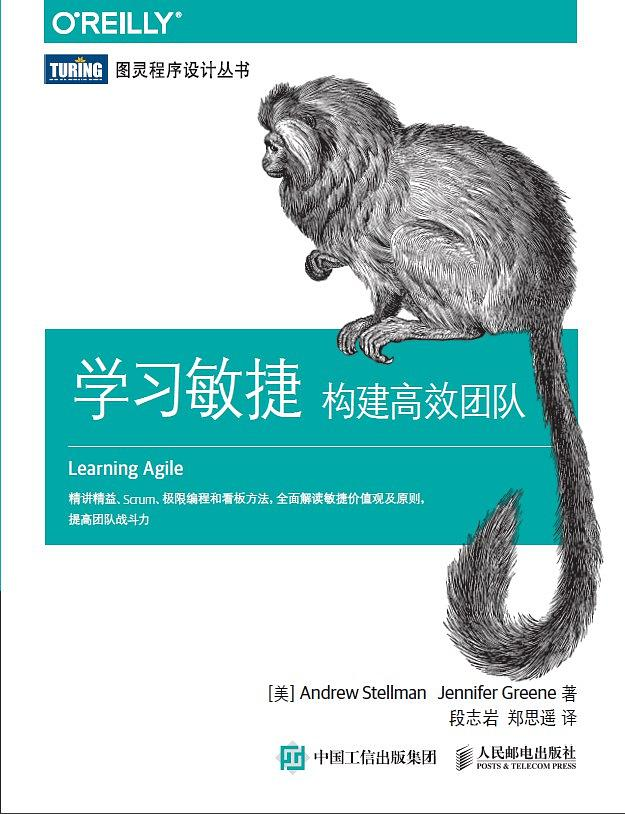 O'REILLY®
TURING 图灵程序设计丛书
学习敏捷 构建高效团队
Learning Agile
精讲精益、Scrum、极限编程和看板方法,全面解读敏捷价值观及原则,
提高团队战斗力
[美] Andrew Stellman Jennifer Greene 著
段志岩 郑思遥 译
中国工信出版集团 人民邮电出版社
POSTS & TELECOM PRESS